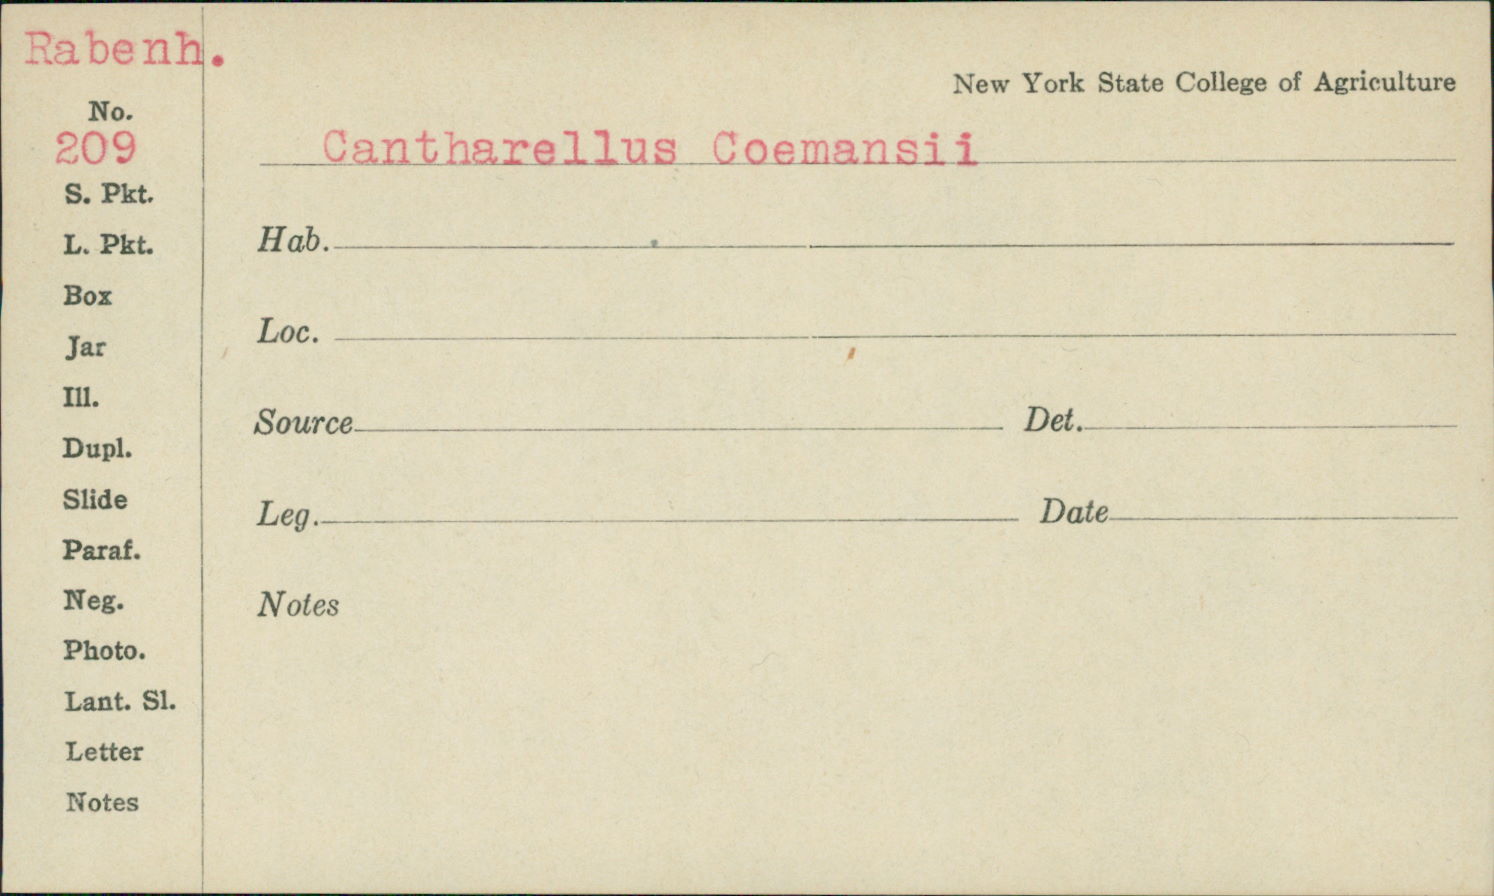 Rabenh.
New York State College of Agriculture
No.
209
Cantharellus Coemansii
S. Pkt.
L. Pkt.
Box
Jar
Ill.
Dupl.
Slide
Paraf.
Neg.
Photo.
Lant. Sl.
Letter
Notes
Hab.
Loc.
Source Det.
Leg. Date
Notes